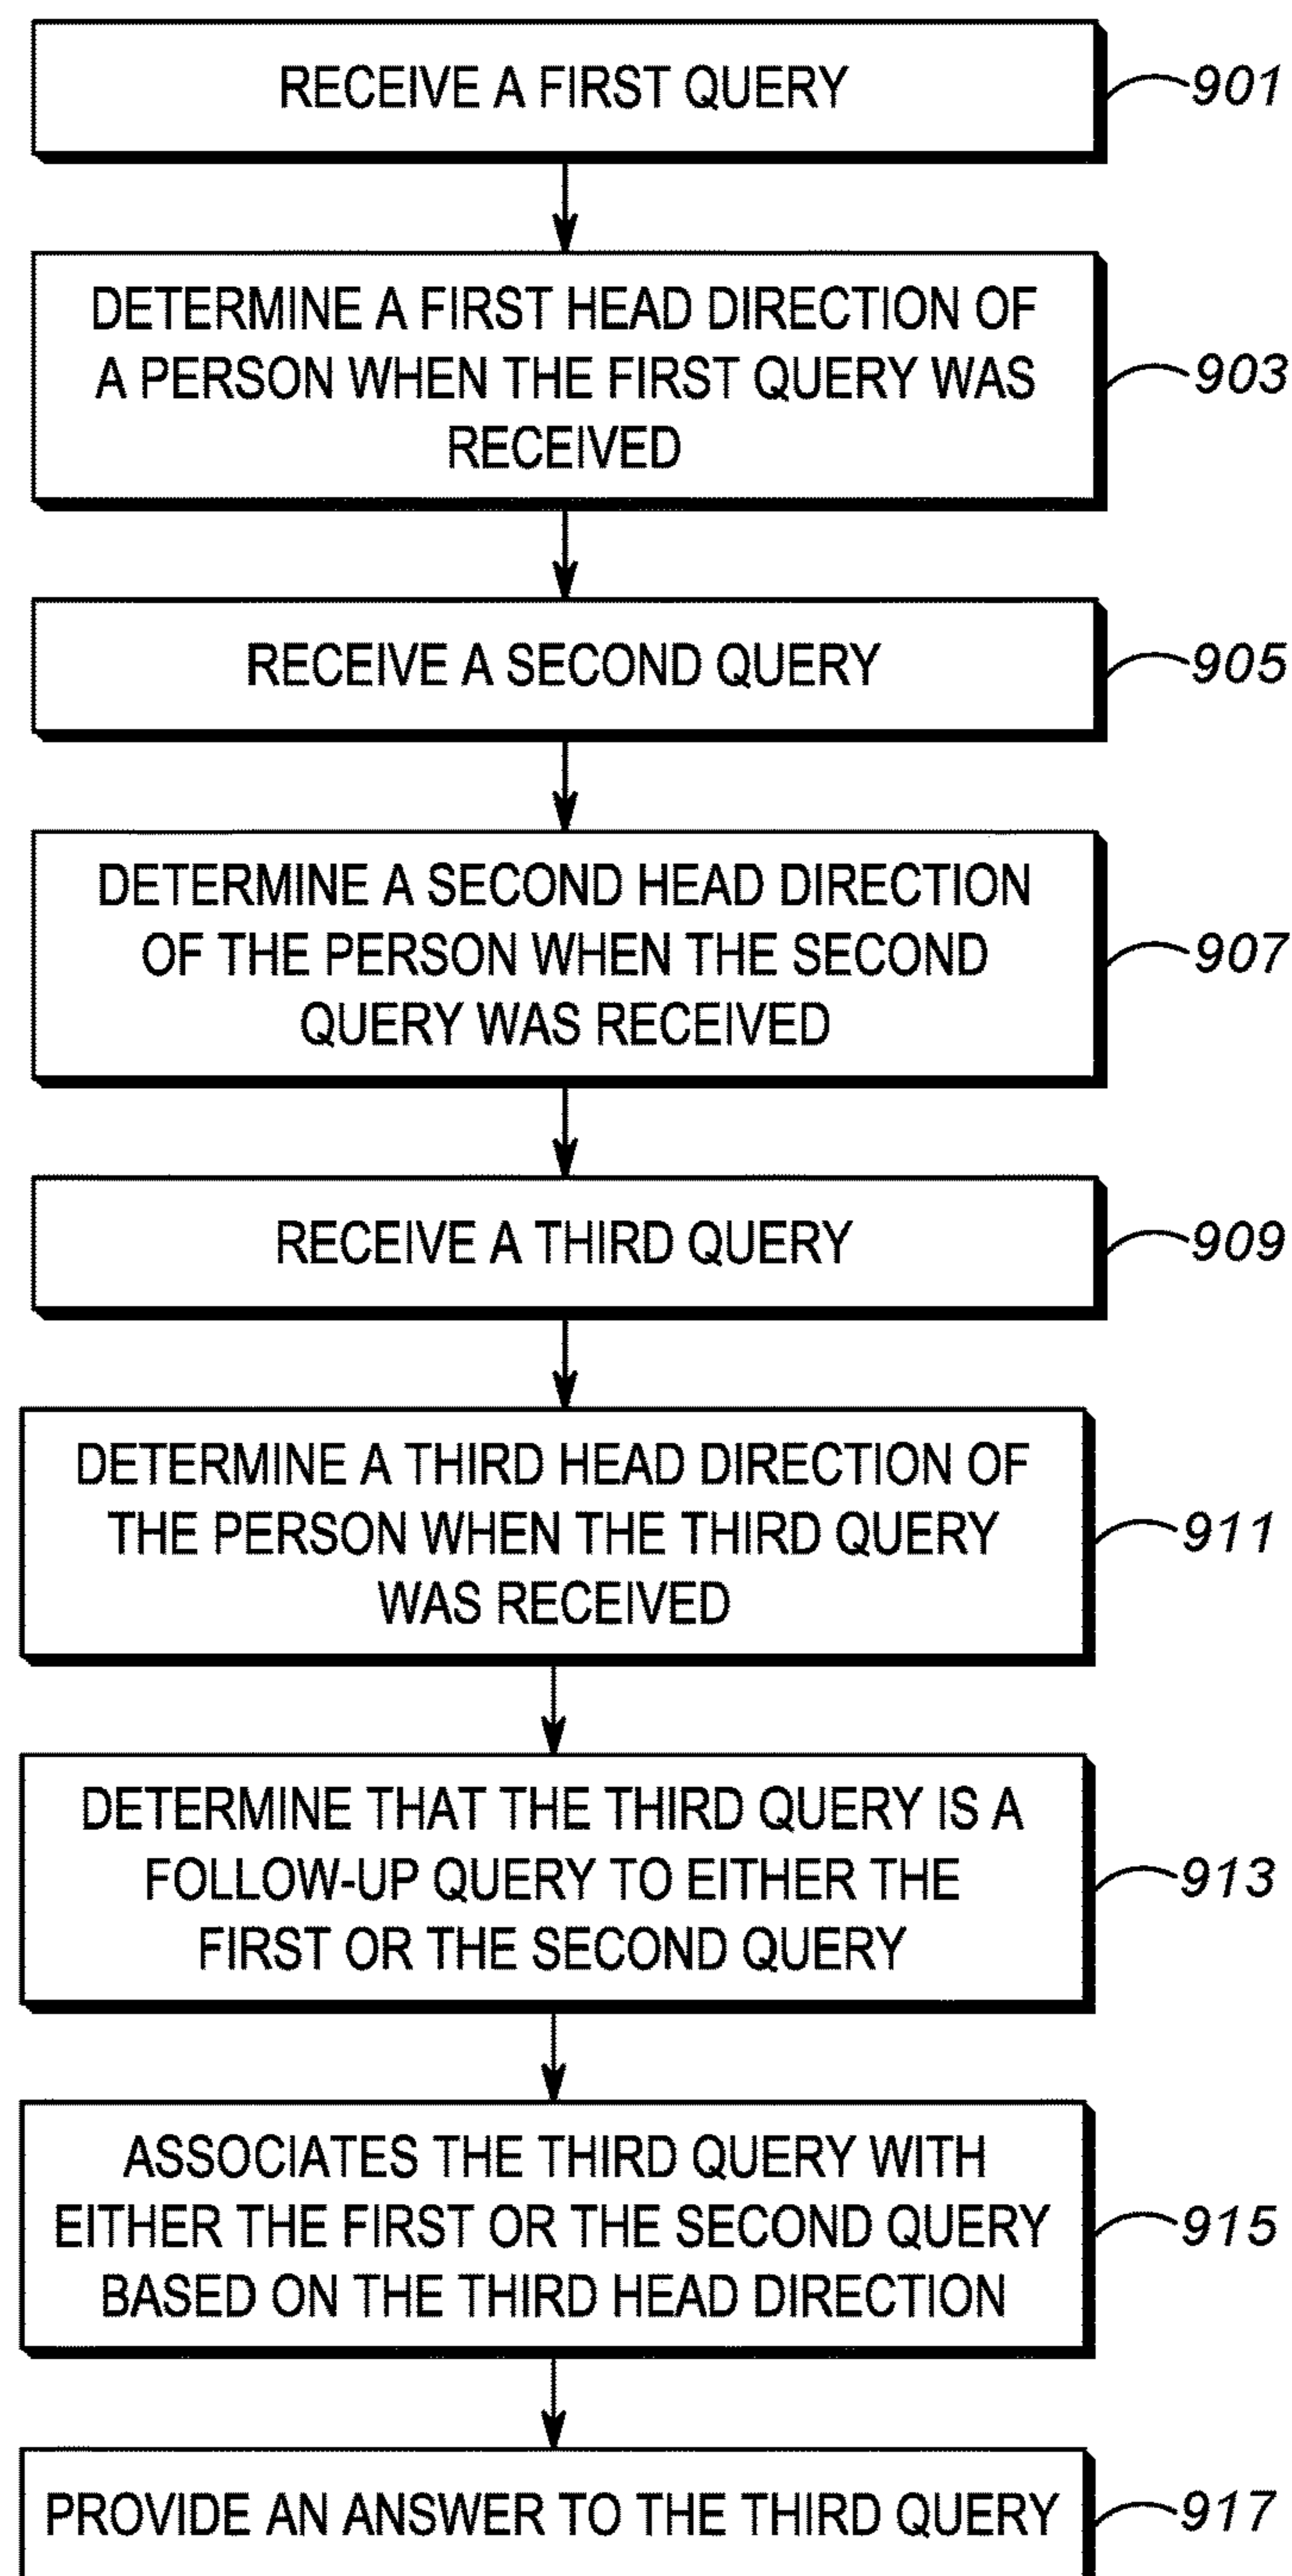 RECEIVE A FIRST QUERY
901
DETERMINE A FIRST HEAD DIRECTION OF
A PERSON WHEN THE FIRST QUERY WAS
RECEIVED
903
RECEIVE A SECOND QUERY
905
DETERMINE A SECOND HEAD DIRECTION
OF THE PERSON WHEN THE SECOND
QUERY WAS RECEIVED
907
RECEIVE A THIRD QUERY
909
DETERMINE A THIRD HEAD DIRECTION OF
THE PERSON WHEN THE THIRD QUERY
WAS RECEIVED
911
DETERMINE THAT THE THIRD QUERY IS A
FOLLOW-UP QUERY TO EITHER THE
FIRST OR THE SECOND QUERY
913
ASSOCIATES THE THIRD QUERY WITH
EITHER THE FIRST OR THE SECOND QUERY
BASED ON THE THIRD HEAD DIRECTION
915
PROVIDE AN ANSWER TO THE THIRD QUERY
917